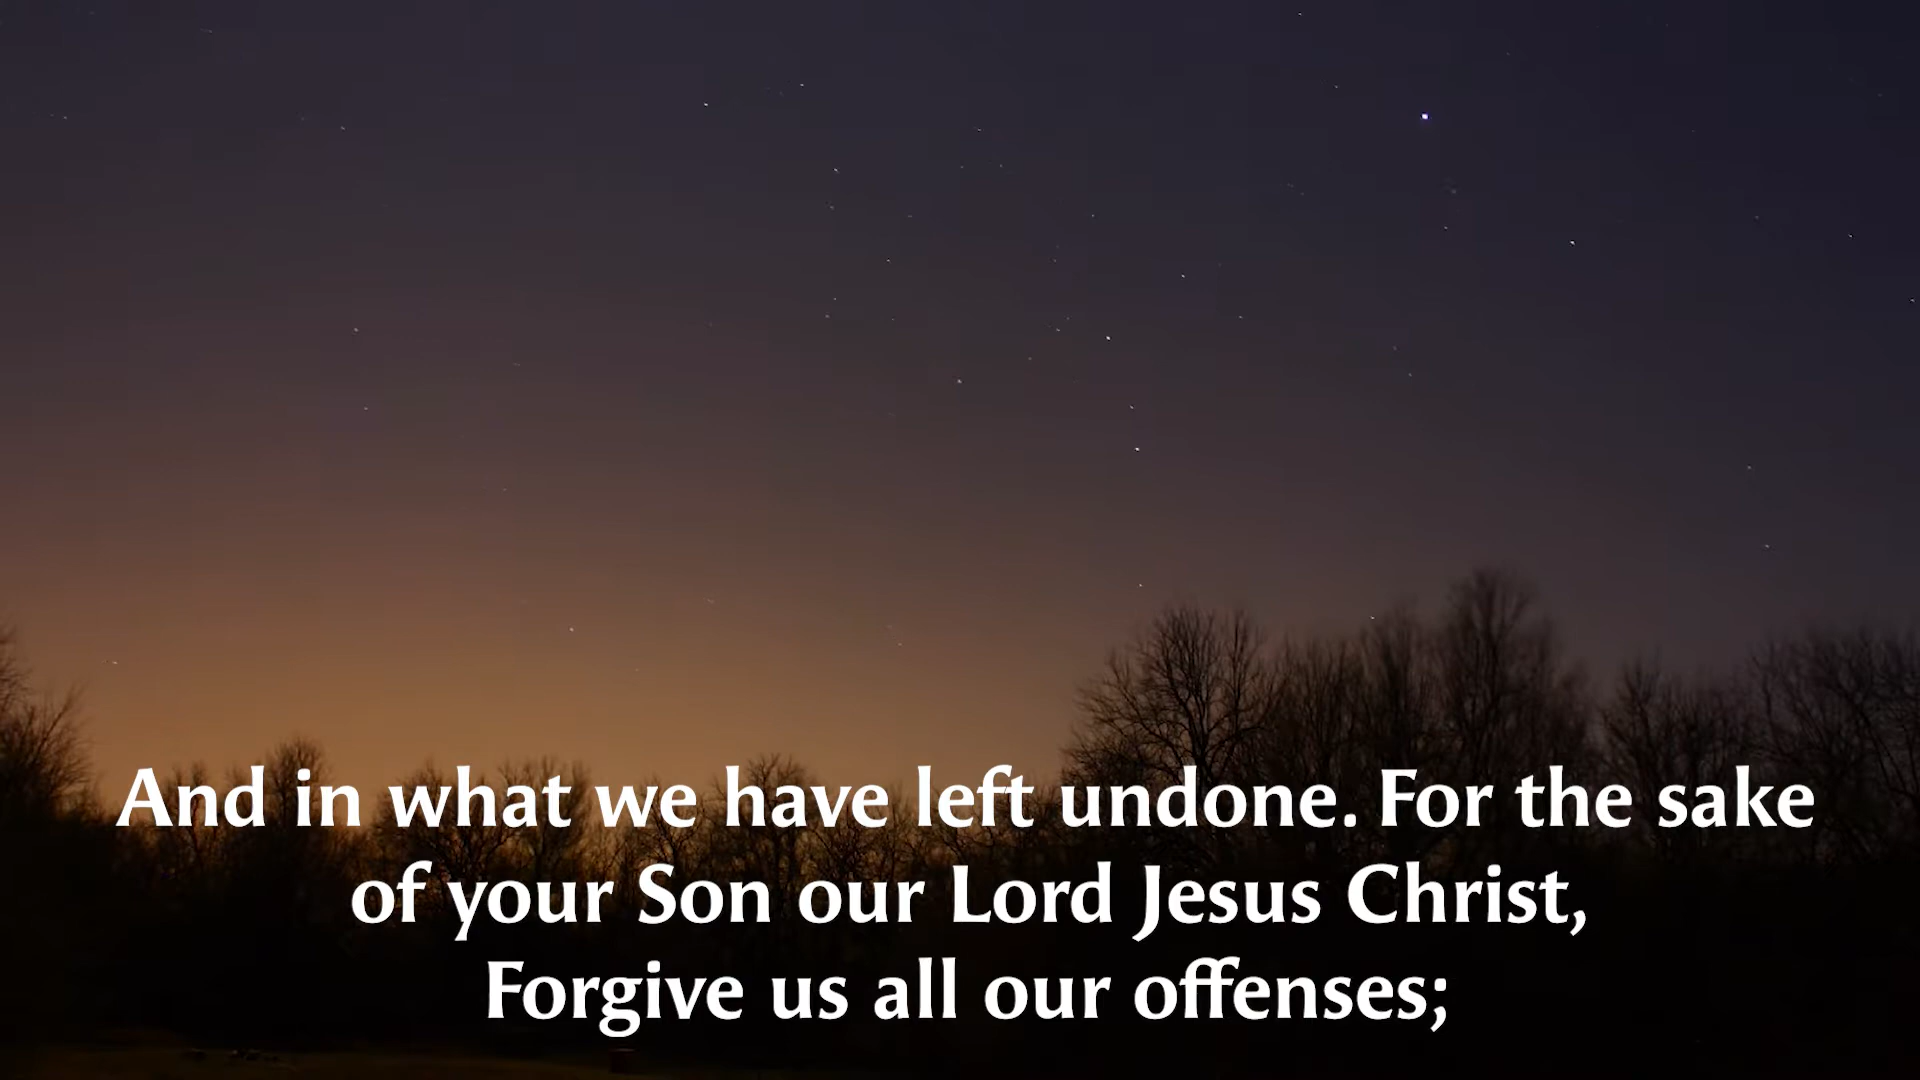 And in what we have left undone. For the sake
of your Son our Lord Jesus Christ,
Forgive us all our offenses;